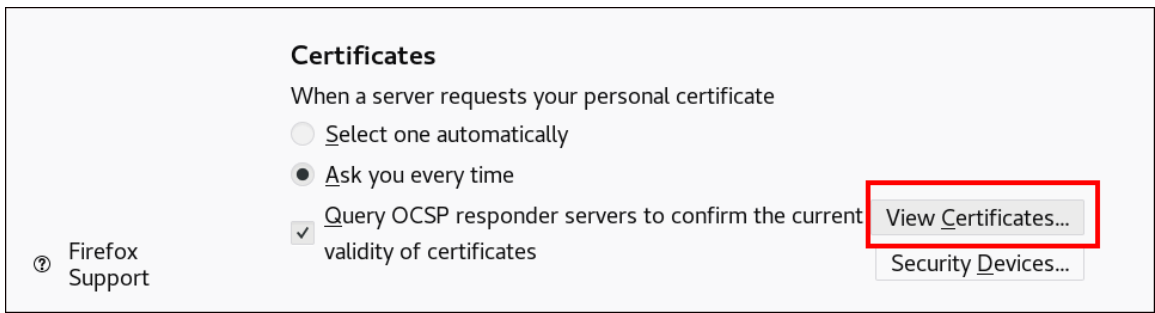 Certificates
When a server requests your personal certificate
Select one automatically
Ask you every time
Query OCSP responder servers to confirm the current
validity of certificates
View Certificates...
Security Devices...
Firefox
Support